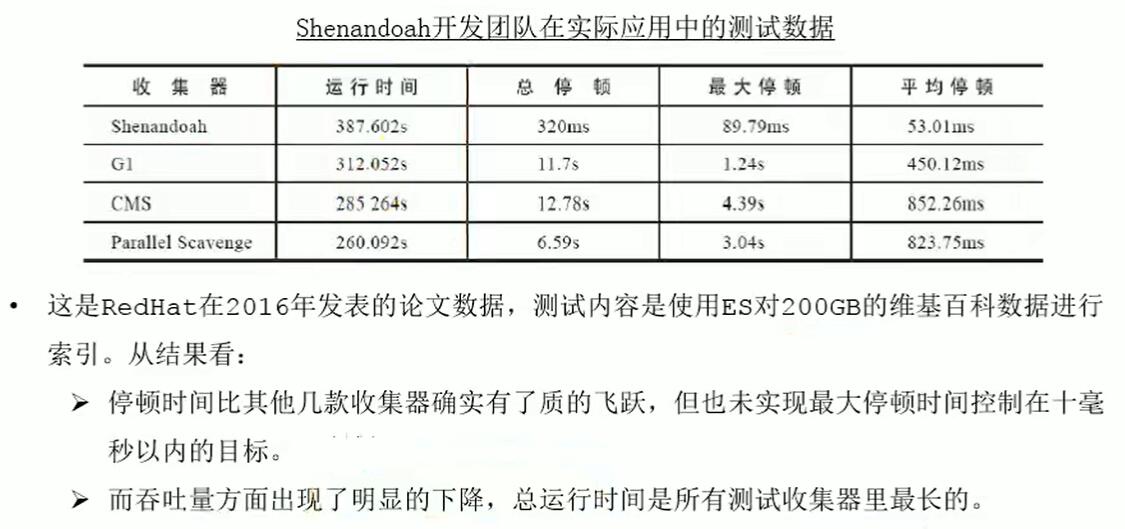 Shenandoah开发团队在实际应用中的测试数据
收集器 运行时间 总停顿 最大停顿 平均停顿
Shenandoah 387.602s 320ms 89.79ms 53.01ms
G1 312.052s 11.7s 1.24s 450.12ms
CMS 285 264s 12.78s 4.39s 852.26ms
Parallel Scavenge 260.092s 6.59s 3.04s 823.75ms
• 这是RedHat在2016年发表的论文数据，测试内容是使用ES对200GB的维基百科数据进行
索引。从结果看：
➢ 停顿时间比其他几款收集器确实有了质的飞跃，但也未实现最大停顿时间控制在十毫
秒以内的目标。
➢ 而吞吐量方面出现了明显的下降，总运行时间是所有测试收集器里最长的。